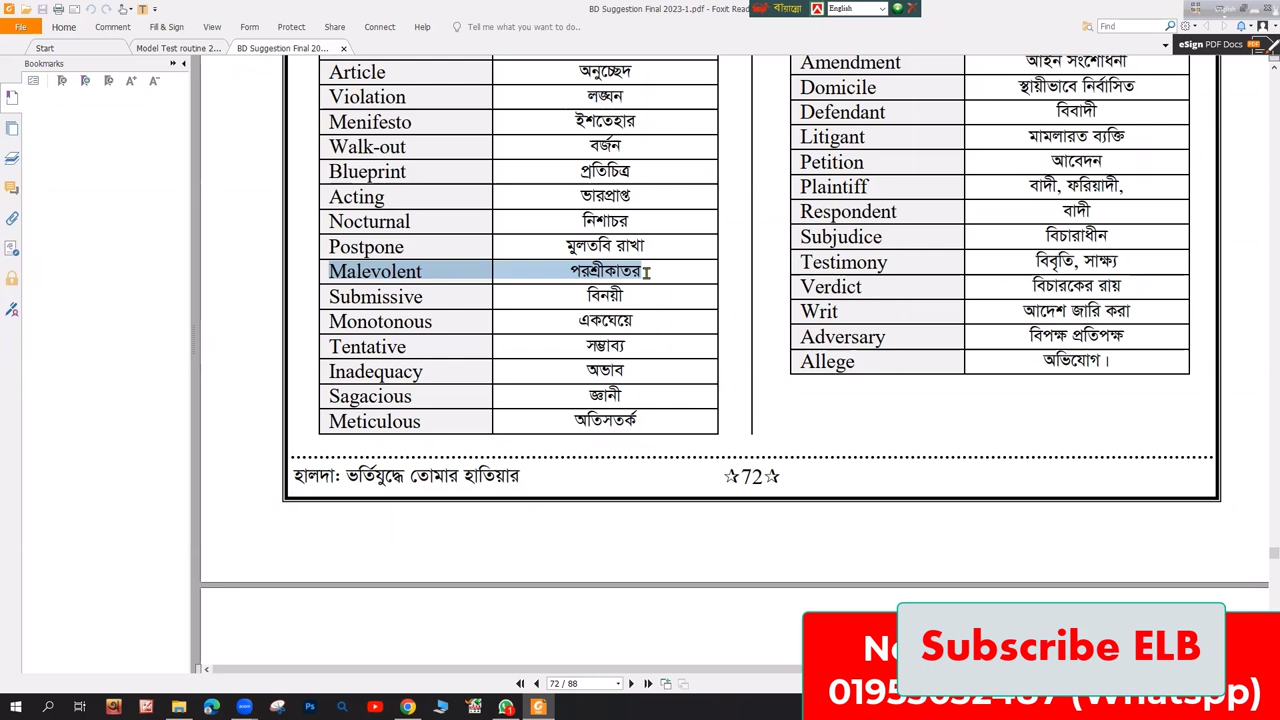 BD Suggestion Final 2023-1.pdf - Foxit Read
বাংলা
English
File
Home
Comment
Fill & Sign
View
Form
Protect
Share
Connect
Help
Tell me what you want to do...
Find
Start
Model Test routine 2...
BD Suggestion Final 20...
eSign PDF Docs
Bookmarks
Article অনুচ্ছেদ
Violation লঙ্ঘন
Menifesto ইশতেহার
Walk-out বর্জন
Blueprint প্রতিচিত্র
Acting ভারপ্রাপ্ত
Nocturnal নিশাচর
Postpone মুলতবি রাখা
Malevolent পরশ্রীকাতর
Submissive বিনয়ী
Monotonous একঘেয়ে
Tentative সম্ভাব্য
Inadequacy অভাব
Sagacious জ্ঞানী
Meticulous অতিসতর্ক
Amendment আইন সংশোধনী
Domicile স্থায়ীভাবে নির্বাসিত
Defendant বিবাদী
Litigant মামলারত ব্যক্তি
Petition আবেদন
Plaintiff বাদী, ফরিয়াদী,
Respondent বাদী
Subjudice বিচারাধীন
Testimony বিবৃতি, সাক্ষ্য
Verdict বিচারকের রায়
Writ আদেশ জারি করা
Adversary বিপক্ষ প্রতিপক্ষ
Allege অভিযোগ।
হালদা: ভর্তিযুদ্ধে তোমার হাতিয়ার ☆72☆
72 / 88
Subscribe ELB
(Whatsapp)